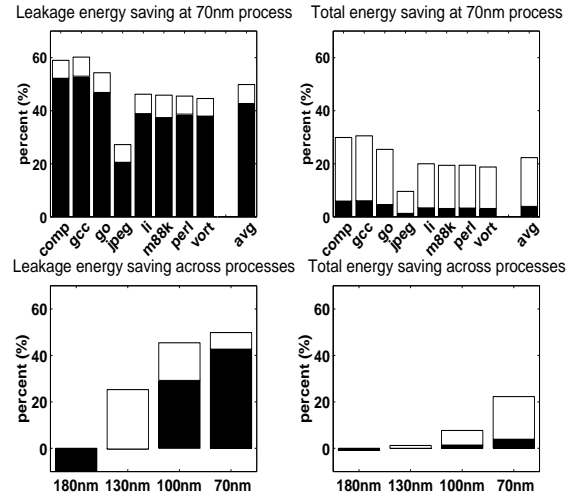 Leakage energy saving at 70nm process
percent (%)
60
40
20
0
comp
gcc
go
jpeg
li
m88k
perl
vort
avg
Total energy saving at 70nm process
percent (%)
60
40
20
0
comp
gcc
go
jpeg
li
m88k
perl
vort
avg
Leakage energy saving across processes
percent (%)
60
40
20
0
180nm 130nm 100nm 70nm
Total energy saving across processes
percent (%)
60
40
20
0
180nm 130nm 100nm 70nm